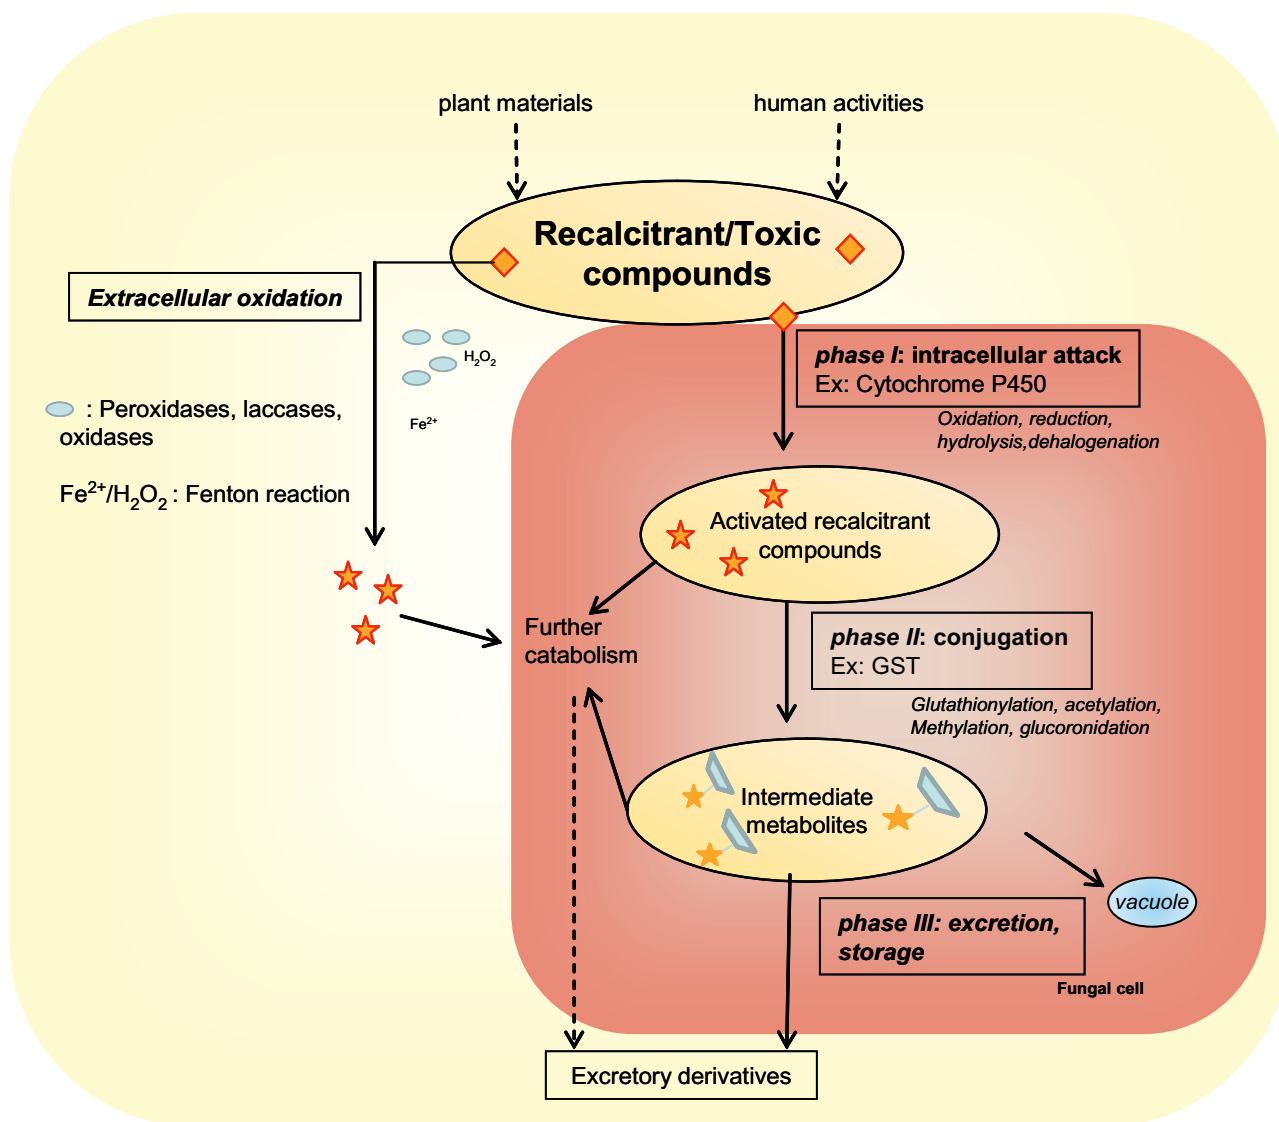 plant materials
human activities
Recalcitrant/Toxic
compounds
Extracellular oxidation
H₂O₂
Fe²⁺
: Peroxidases, laccases,
oxidases
Fe²⁺/H₂O₂ : Fenton reaction
phase I: intracellular attack
Ex: Cytochrome P450
Oxidation, reduction,
hydrolysis,dehalogenation
Activated recalcitrant
compounds
Further
catabolism
phase II: conjugation
Ex: GST
Glutathionylation, acetylation,
Methylation, glucoronidation
Intermediate
metabolites
vacuole
phase III: excretion,
storage
Fungal cell
Excretory derivatives